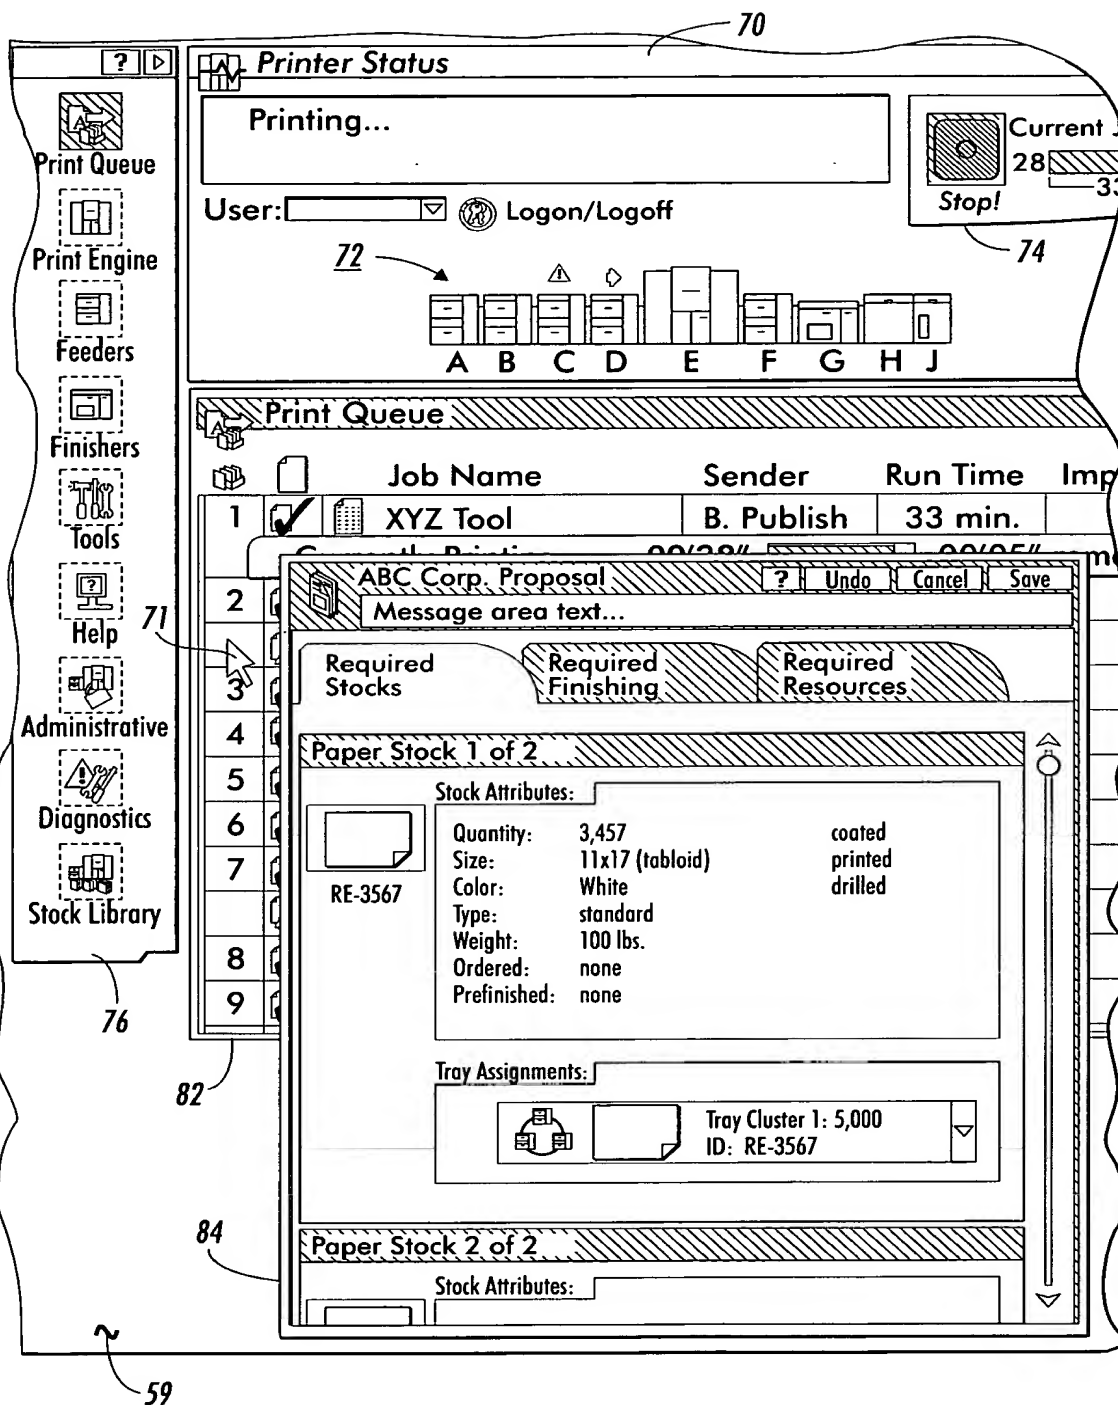 70
?
Printer Status
Print Queue
Print Engine
Feeders
Finishers
Tools
Help
Administrative
Diagnostics
Stock Library
76
Printing...
Current
28
33
Stop!
74
User:
Logon/Logoff
72
A B C D E F G H J
Print Queue
Job Name Sender Run Time Imp
1 XYZ Tool B. Publish 33 min.
Currently Printing
2
71
3
4
5
6
7
8
9
82
ABC Corp. Proposal ? Undo Cancel Save
Message area text...
Required Stocks
Required Finishing
Required Resources
Paper Stock 1 of 2
RE-3567
Stock Attributes:
Quantity: 3,457 coated
Size: 11x17 (tabloid) printed
Color: White drilled
Type: standard
Weight: 100 lbs.
Ordered: none
Prefinished: none
Tray Assignments:
Tray Cluster 1: 5,000
ID: RE-3567
84
Paper Stock 2 of 2
Stock Attributes:
59